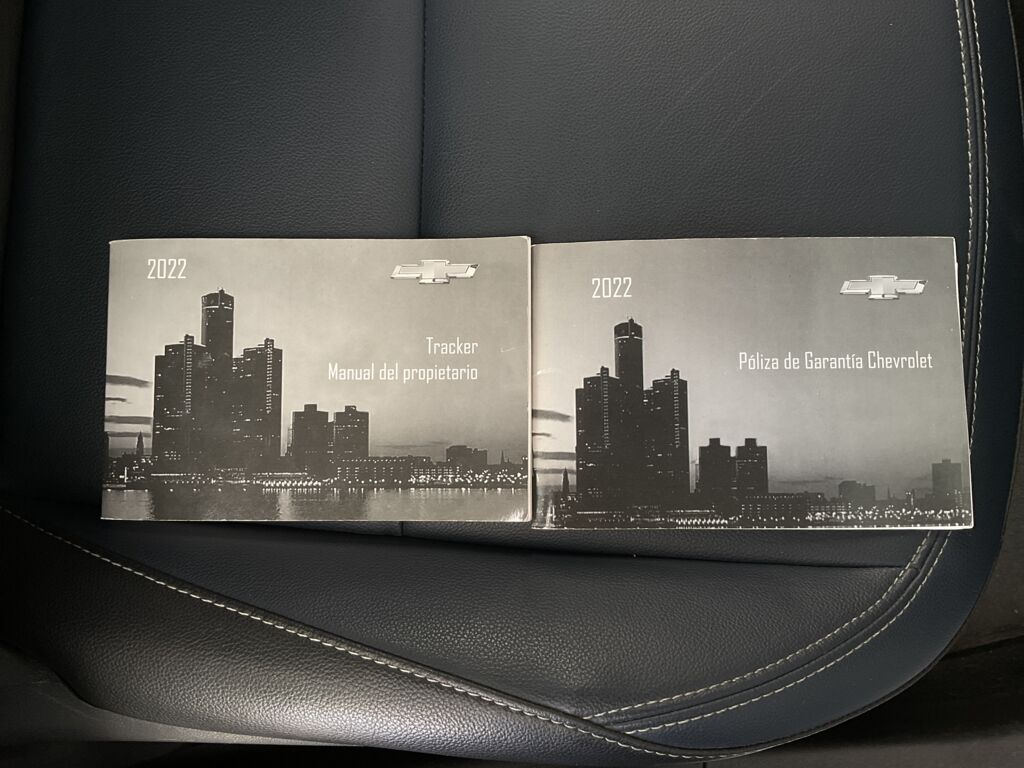 2022
Tracker
Manual del propietario
2022
Póliza de Garantía Chevrolet